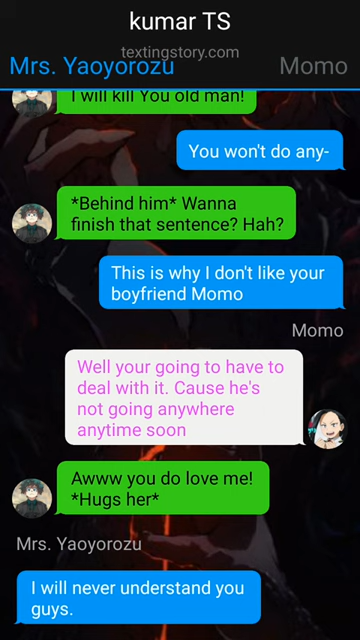 kumar TS
textingstory.com
Mrs. Yaoyorozu
Momo
I will kill You old man!
You won't do any-
*Behind him* Wanna
finish that sentence? Hah?
This is why I don't like your
boyfriend Momo
Momo
Well your going to have to
deal with it. Cause he's
not going anywhere
anytime soon
Awww you do love me!
*Hugs her*
Mrs. Yaoyorozu
I will never understand you
guys.